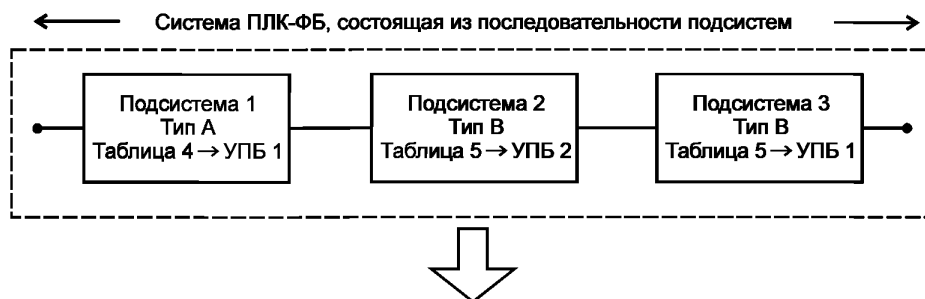 Система ПЛК-ФБ, состоящая из последовательности подсистем
Подсистема 1
Тип А
Таблица 4 → УПБ 1
Подсистема 2
Тип В
Таблица 5 → УПБ 2
Подсистема 3
Тип В
Таблица 5 → УПБ 1